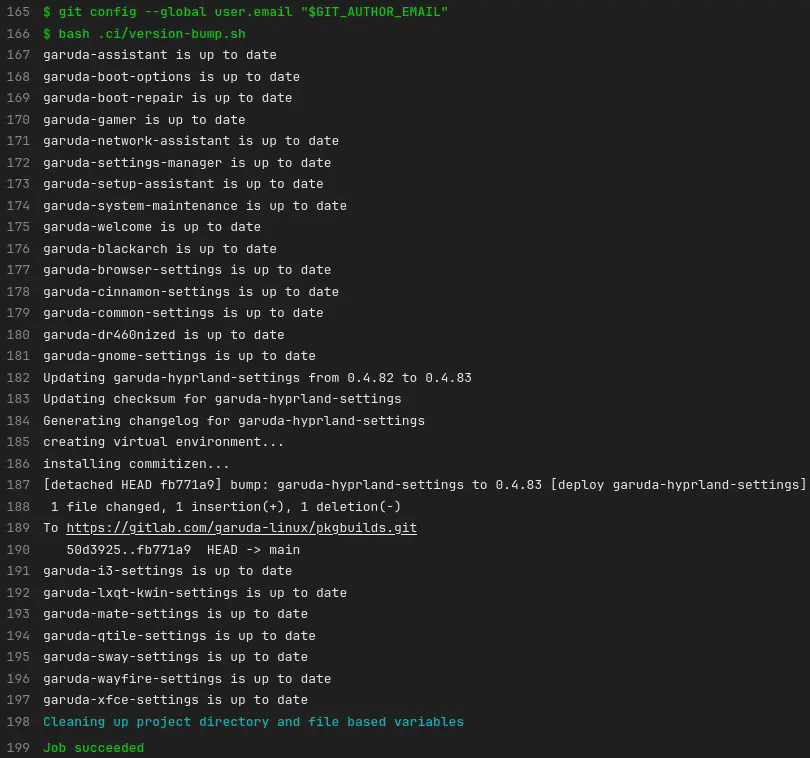 165 $ git config --global user.email "$GIT_AUTHOR_EMAIL"
166 $ bash .ci/version-bump.sh
167 garuda-assistant is up to date
168 garuda-boot-options is up to date
169 garuda-boot-repair is up to date
170 garuda-gamer is up to date
171 garuda-network-assistant is up to date
172 garuda-settings-manager is up to date
173 garuda-setup-assistant is up to date
174 garuda-system-maintenance is up to date
175 garuda-welcome is up to date
176 garuda-blackarch is up to date
177 garuda-browser-settings is up to date
178 garuda-cinnamon-settings is up to date
179 garuda-common-settings is up to date
180 garuda-dr460nized is up to date
181 garuda-gnome-settings is up to date
182 Updating garuda-hyprland-settings from 0.4.82 to 0.4.83
183 Updating checksum for garuda-hyprland-settings
184 Generating changelog for garuda-hyprland-settings
185 creating virtual environment...
186 installing commitizen...
187 [detached HEAD fb771a9] bump: garuda-hyprland-settings to 0.4.83 [deploy garuda-hyprland-settings]
188  1 file changed, 1 insertion(+), 1 deletion(-)
189 To https://gitlab.com/garuda-linux/pkgbuilds.git
190    50d3925..fb771a9  HEAD -> main
191 garuda-i3-settings is up to date
192 garuda-lxqt-kwin-settings is up to date
193 garuda-mate-settings is up to date
194 garuda-qtile-settings is up to date
195 garuda-sway-settings is up to date
196 garuda-wayfire-settings is up to date
197 garuda-xfce-settings is up to date
198 Cleaning up project directory and file based variables
199 Job succeeded